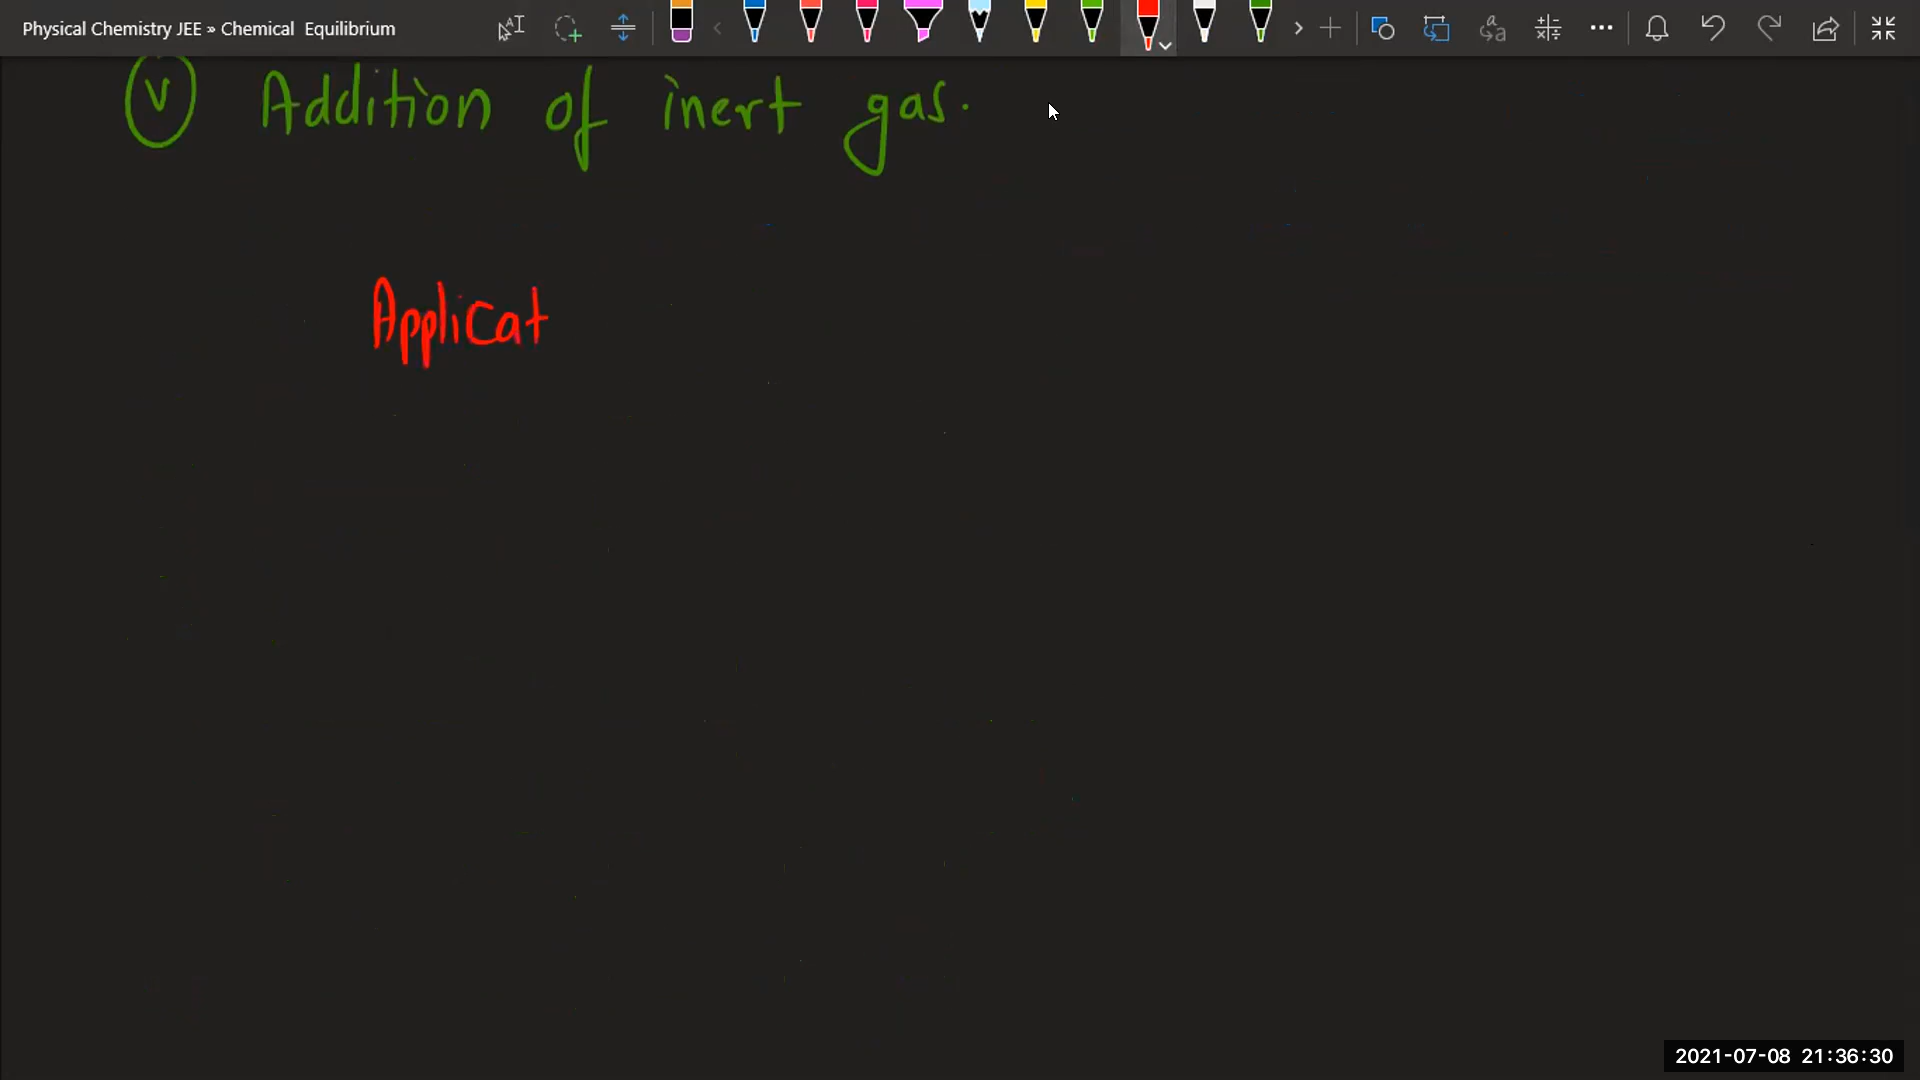 Physical Chemistry JEE » Chemical Equilibrium
(v) Addition of inert gas.
Applicat
2021-07-08 21:36:30